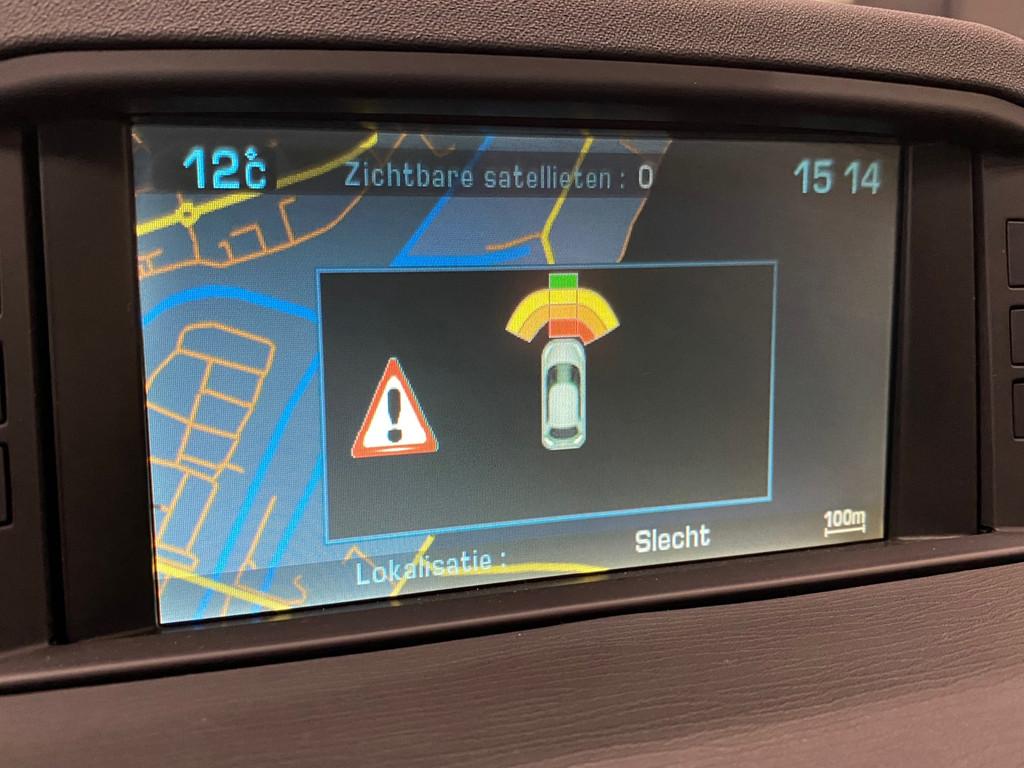 12°C
Zichtbare satellieten : 0
15 14
Lokalisatie :
Slecht
100m